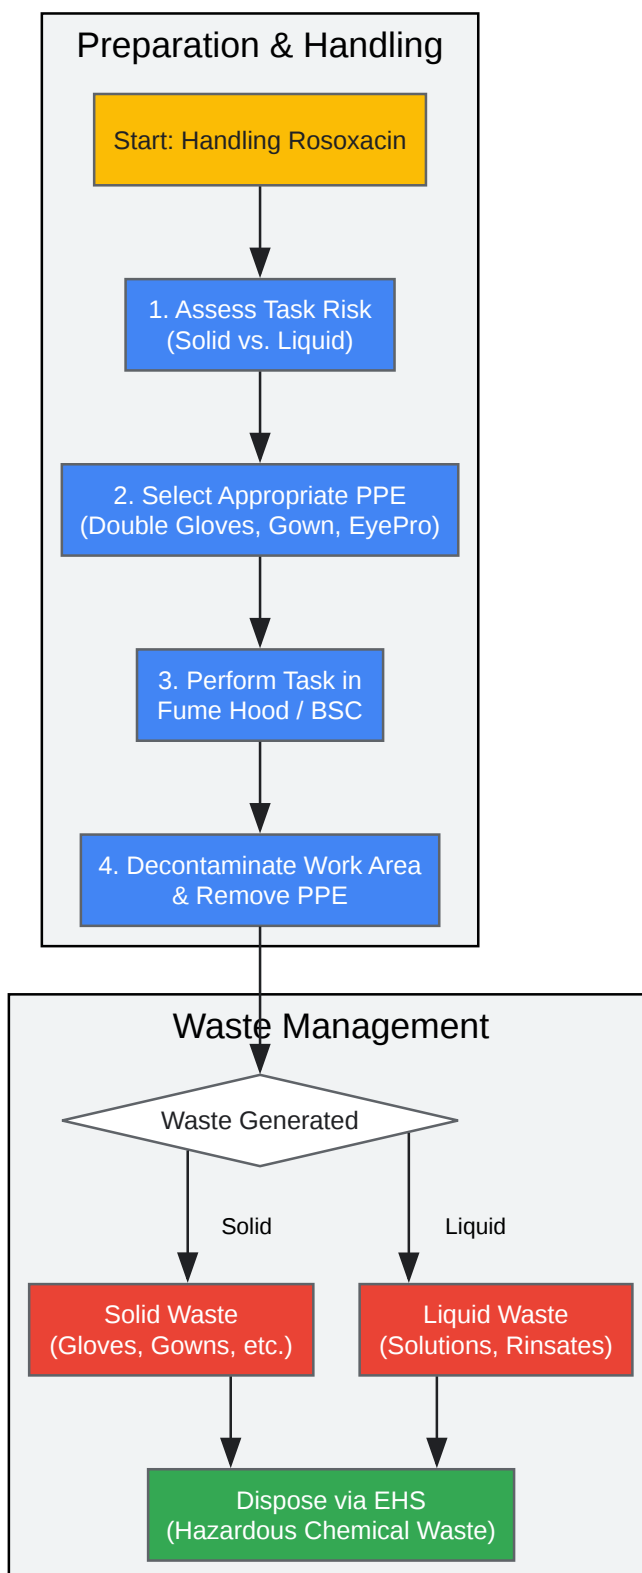 Preparation & Handling
Start: Handling Rosoxacin
1. Assess Task Risk
(Solid vs. Liquid)
2. Select Appropriate PPE
(Double Gloves, Gown, EyePro)
3. Perform Task in
Fume Hood / BSC
4. Decontaminate Work Area
& Remove PPE
Waste Management
Waste Generated
Solid
Liquid
Solid Waste
(Gloves, Gowns, etc.)
Liquid Waste
(Solutions, Rinsates)
Dispose via EHS
(Hazardous Chemical Waste)